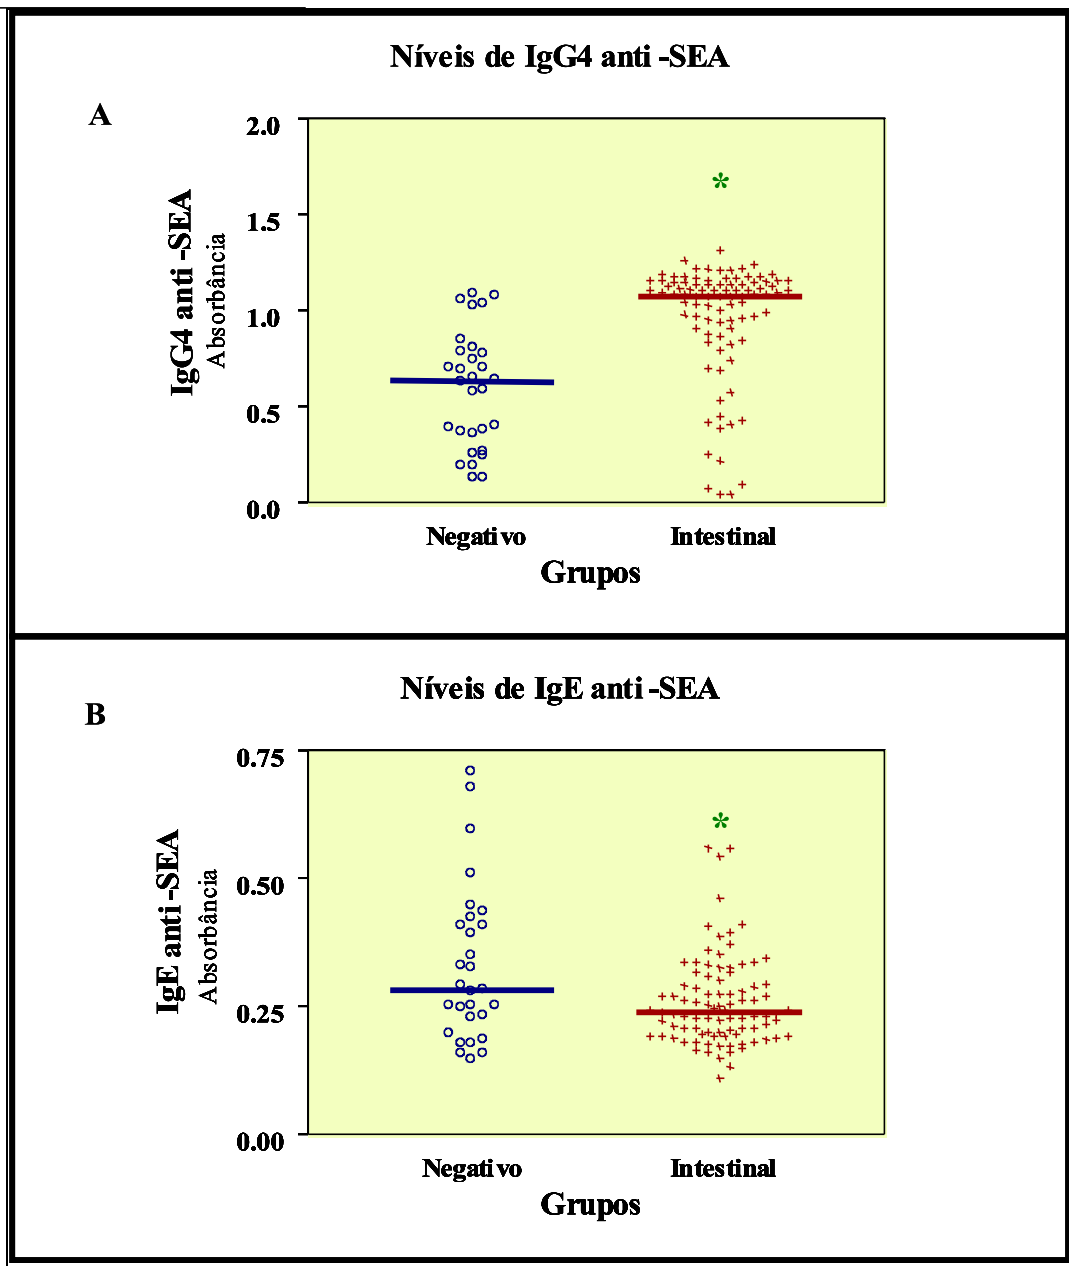 Níveis de IgG4 anti-SEA
A
2.0
1.5
1.0
0.5
0.0
IgG4 anti-SEA
Absorbância
*
Negativo Intestinal
Grupos
Níveis de IgE anti-SEA
B
0.75
0.50
0.25
0.00
IgE anti-SEA
Absorbância
*
Negativo Intestinal
Grupos